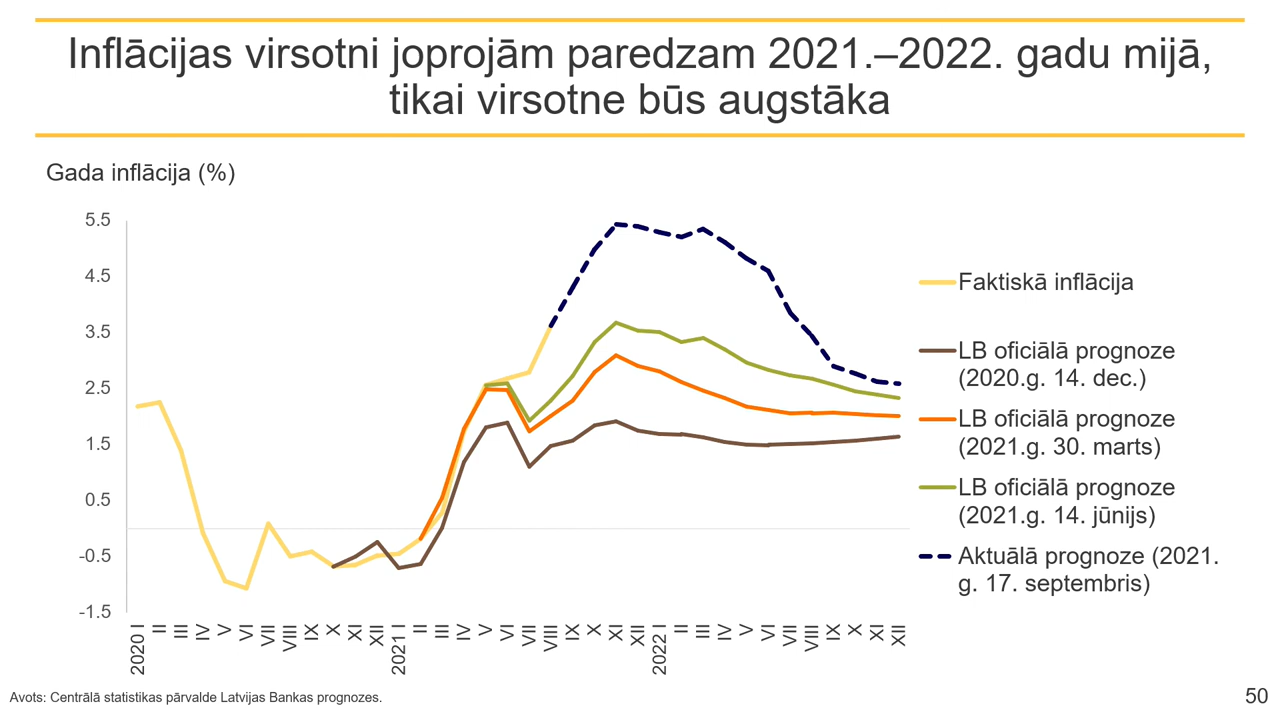 Inflācijas virsotni joprojām paredzam 2021.–2022. gadu mijā,
tikai virsotne būs augstāka
Gada inflācija (%)
5.5
4.5
3.5
2.5
1.5
0.5
-0.5
-1.5
2020 I
II
III
IV
V
VI
VII
VIII
IX
X
XI
XII
2021 I
II
III
IV
V
VI
VII
VIII
IX
X
XI
XII
2022 I
II
III
IV
V
VI
VII
VIII
IX
X
XI
XII
Faktiskā inflācija
LB oficiālā prognoze
(2020.g. 14. dec.)
LB oficiālā prognoze
(2021.g. 30. marts)
LB oficiālā prognoze
(2021.g. 14. jūnijs)
Aktuālā prognoze (2021.
g. 17. septembris)
Avots: Centrālā statistikas pārvalde Latvijas Bankas prognozes.
50